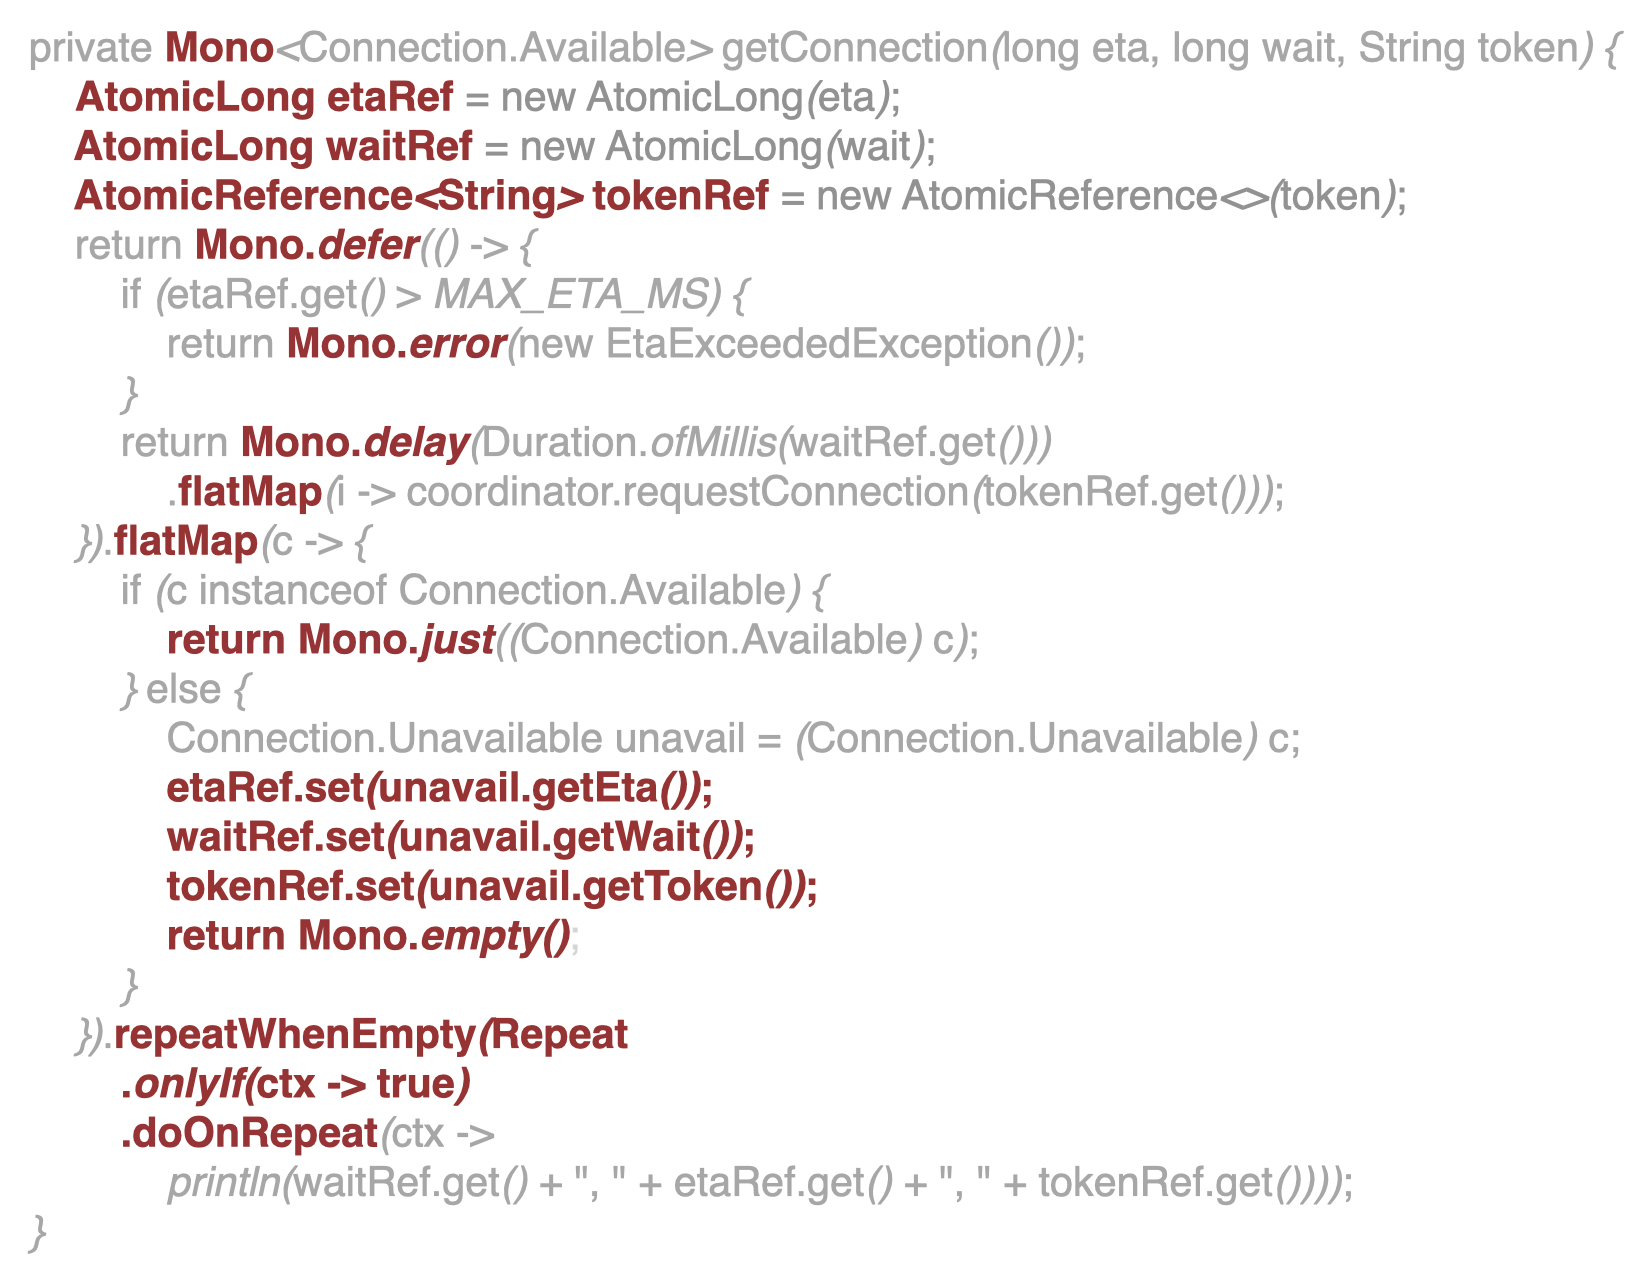 private Mono<Connection.Available> getConnection(long eta, long wait, String token) {
AtomicLong etaRef = new AtomicLong(eta);
AtomicLong waitRef = new AtomicLong(wait);
AtomicReference<String> tokenRef = new AtomicReference<>(token);
return Mono.defer(() -> {
if (etaRef.get() > MAX_ETA_MS) {
return Mono.error(new EtaExceededException());
}
return Mono.delay(Duration.ofMillis(waitRef.get()))
.flatMap(i -> coordinator.requestConnection(tokenRef.get()));
}).flatMap(c -> {
if (c instanceof Connection.Available) {
return Mono.just((Connection.Available) c);
} else {
Connection.Unavailable unavail = (Connection.Unavailable) c;
etaRef.set(unavail.getEta());
waitRef.set(unavail.getWait());
tokenRef.set(unavail.getToken());
return Mono.empty();
}
}).repeatWhenEmpty(Repeat
.onlyIf(ctx -> true)
.doOnRepeat(ctx ->
println(waitRef.get() + ", " + etaRef.get() + ", " + tokenRef.get())));
}